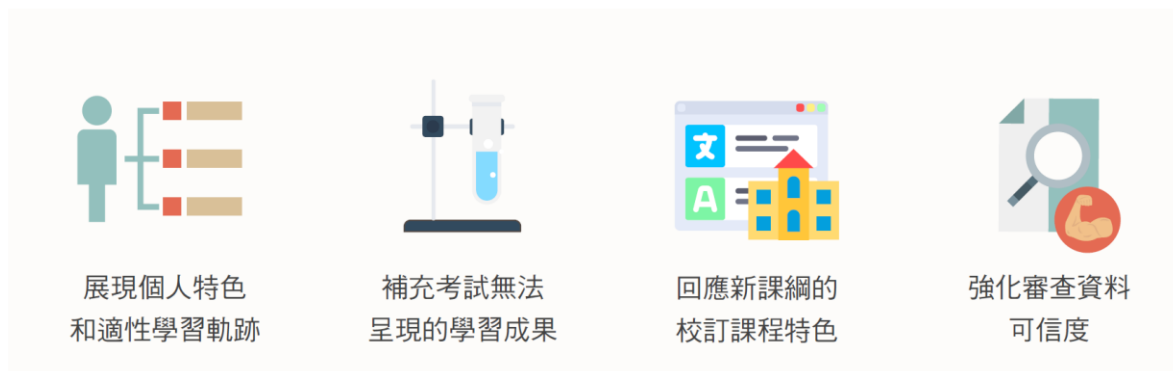 文
A
展現個人特色
和適性學習軌跡
補充考試無法
呈現的學習成果
回應新課綱的
校訂課程特色
強化審查資料
可信度